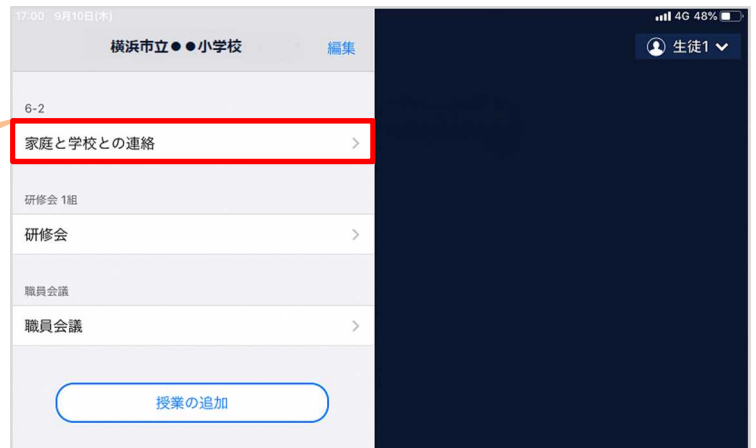 17:00 9月10日(木)
4G 48%
横浜市立●●小学校 編集
生徒1
6-2
家庭と学校との連絡
研修会 1組
研修会
職員会議
職員会議
授業の追加